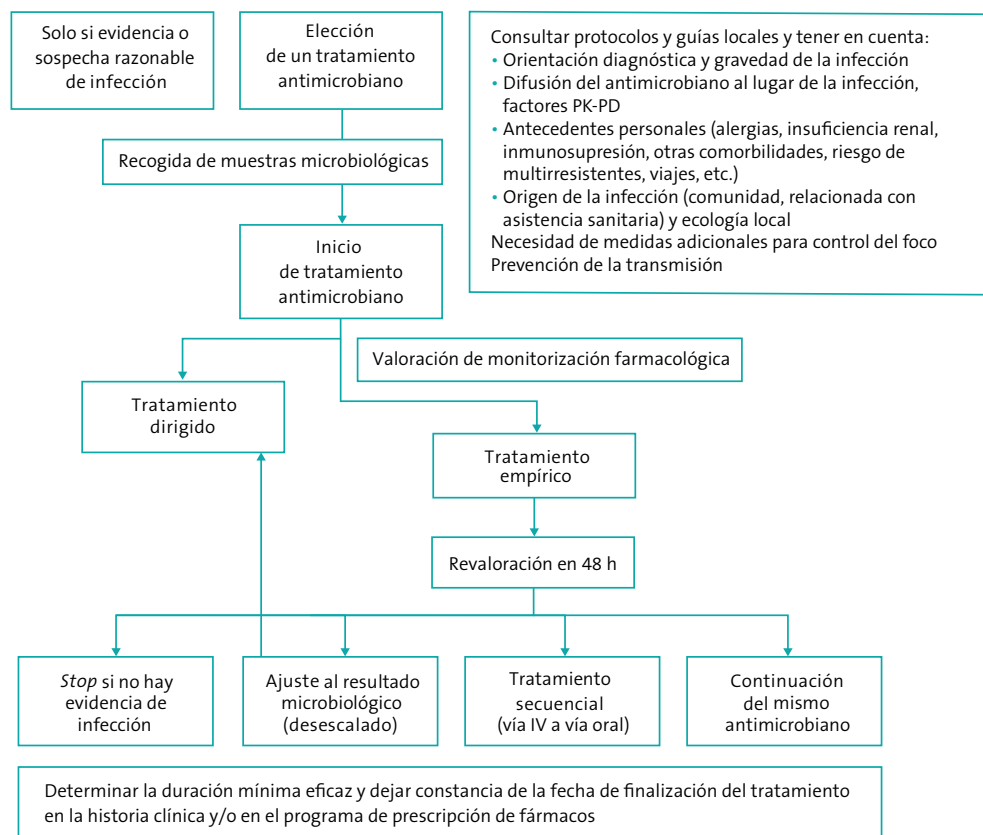 Solo si evidencia o
sospecha razonable
de infección
Elección
de un tratamiento
antimicrobiano
Consultar protocolos y guías locales y tener en cuenta:
• Orientación diagnóstica y gravedad de la infección
• Difusión del antimicrobiano al lugar de la infección,
factores PK-PD
• Antecedentes personales (alergias, insuficiencia renal,
inmunosupresión, otras comorbilidades, riesgo de
multirresistentes, viajes, etc.)
• Origen de la infección (comunidad, relacionada con
asistencia sanitaria) y ecología local
Necesidad de medidas adicionales para control del foco
Prevención de la transmisión
Recogida de muestras microbiológicas
Inicio
de tratamiento
antimicrobiano
Valoración de monitorización farmacológica
Tratamiento
dirigido
Tratamiento
empírico
Revaloración en 48 h
Stop si no hay
evidencia de
infección
Ajuste al resultado
microbiológico
(desescalado)
Tratamiento
secuencial
(vía IV a vía oral)
Continuación
del mismo
antimicrobiano
Determinar la duración mínima eficaz y dejar constancia de la fecha de finalización del tratamiento
en la historia clínica y/o en el programa de prescripción de fármacos